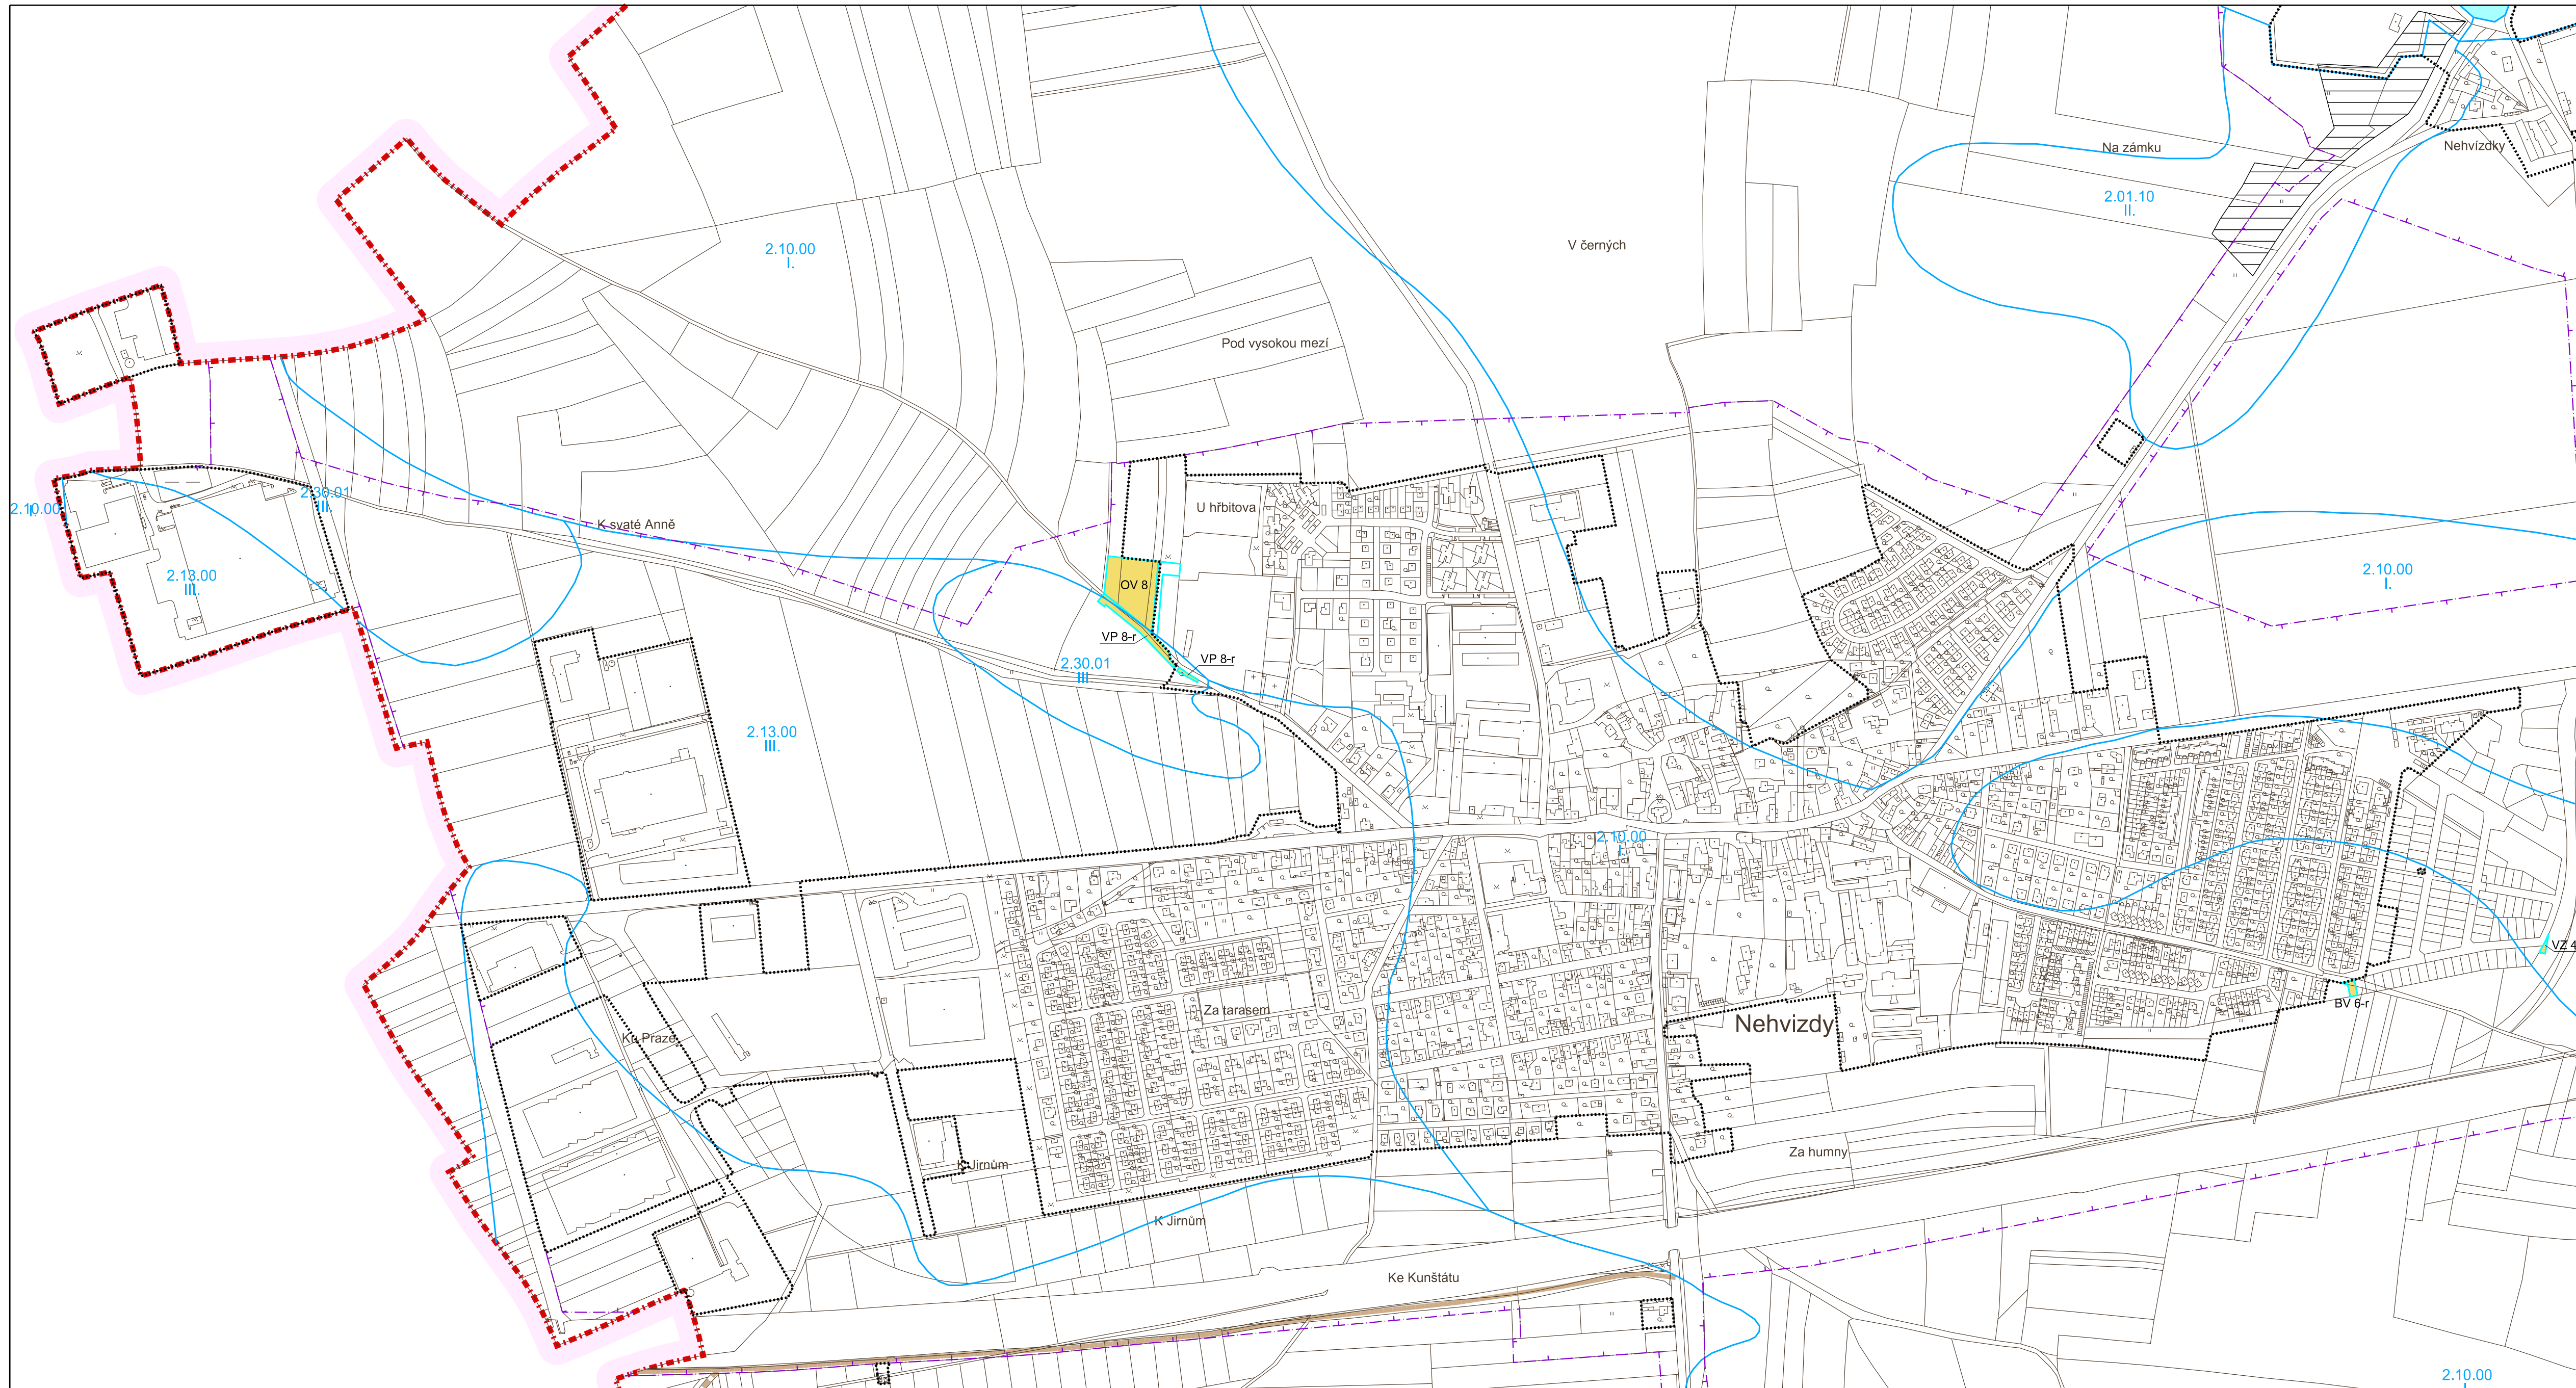 Na zámku
Nehvízdky
2.01.10
II.
V černých
2.10.00
I.
Pod vysokou mezí
2.30.01
III
2.10.00
I.
K svaté Anně
U hřbitova
2.13.00
III.
OV 8
2.10.00
I.
VP 8-r
VP 8-r
2.30.01
III
2.13.00
III.
2.10.00
I.
VZ 4
BV 6-r
Za tarasem
Nehvizdy
Ku Praze
K Jirnům
Za humny
K Jirnům
Ke Kunštátu
2.10.00